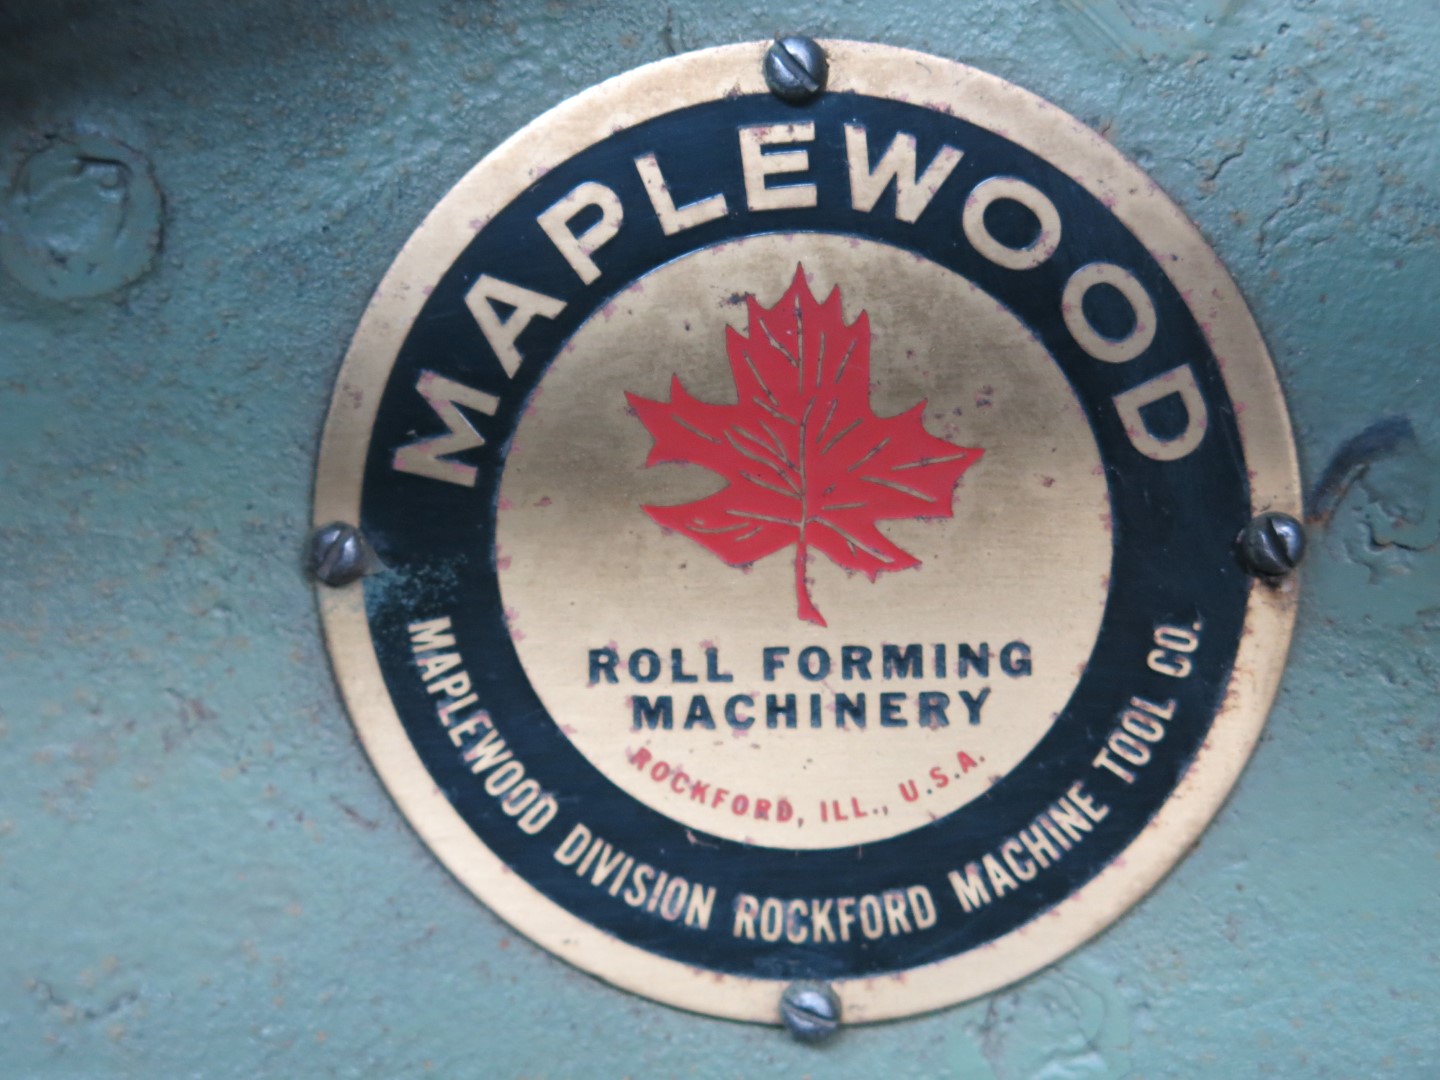 MAPLEWOOD
ROLL FORMING
MACHINERY
ROCKFORD, ILL., U.S.A.
MAPLEWOOD DIVISION ROCKFORD MACHINE TOOL CO.